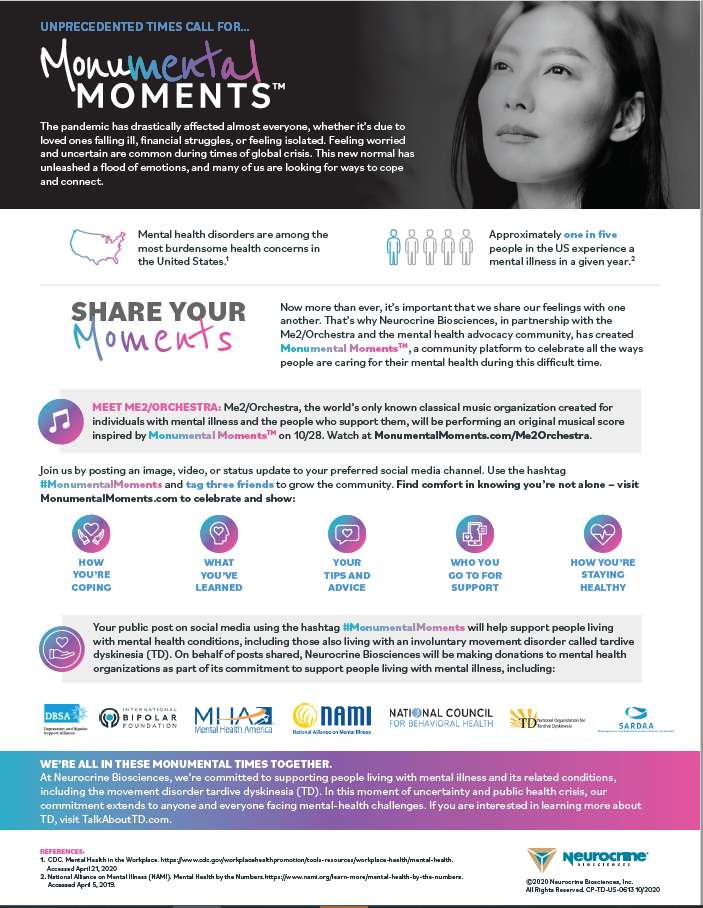 UNPRECEDENTED TIMES CALL FOR...
Monumental
MOMENTS™
The pandemic has drastically affected almost everyone, whether it's due to
loved ones falling ill, financial struggles, or feeling isolated. Feeling worried
and uncertain are common during times of global crisis. This new normal has
unleashed a flood of emotions, and many of us are looking for ways to cope
and connect.
Mental health disorders are among the
most burdensome health concerns in
the United States.¹
Approximately one in five
people in the US experience a
mental illness in a given year.²
SHARE YOUR
Moments
Now more than ever, it's important that we share our feelings with one
another. That's why Neurocrine Biosciences, in partnership with the
Me2/Orchestra and the mental health advocacy community, has created
Monumental Moments™, a community platform to celebrate all the ways
people are caring for their mental health during this difficult time.
MEET ME2/ORCHESTRA: Me2/Orchestra, the world's only known classical music organization created for
individuals with mental illness and the people who support them, will be performing an original musical score
inspired by Monumental Moments™ on 10/28. Watch at MonumentalMoments.com/Me2Orchestra.
Join us by posting an image, video, or status update to your preferred social media channel. Use the hashtag
#MonumentalMoments and tag three friends to grow the community. Find comfort in knowing you're not alone – visit
MonumentalMoments.com to celebrate and show:
HOW
YOU'RE
COPING
WHAT
YOU'VE
LEARNED
YOUR
TIPS AND
ADVICE
WHO YOU
GO TO FOR
SUPPORT
HOW YOU'RE
STAYING
HEALTHY
Your public post on social media using the hashtag #MonumentalMoments will help support people living
with mental health conditions, including those also living with an involuntary movement disorder called tardive
dyskinesia (TD). On behalf of posts shared, Neurocrine Biosciences will be making donations to mental health
organizations as part of its commitment to support people living with mental illness, including:
DBSA
Depression and Bipolar
Support Alliance
INTERNATIONAL
BIPOLAR
FOUNDATION
MHA
Mental Health America
NAMI
National Alliance on Mental Illness
NATIONAL COUNCIL
FOR BEHAVIORAL HEALTH
TD National Organization for
Tardive Dyskinesia
SARDAA
WE'RE ALL IN THESE MONUMENTAL TIMES TOGETHER.
At Neurocrine Biosciences, we're committed to supporting people living with mental illness and its related conditions,
including the movement disorder tardive dyskinesia (TD). In this moment of uncertainty and public health crisis, our
commitment extends to anyone and everyone facing mental-health challenges. If you are interested in learning more about
TD, visit TalkAboutTD.com.
REFERENCES:
1. CDC. Mental Health in the Workplace. https://www.cdc.gov/workplacehealthpromotion/tools-resources/workplace-health/mental-health.
Accessed April 21, 2020
2. National Alliance on Mental Illness (NAMI). Mental Health by the Numbers.https://www.nami.org/learn-more/mental-health-by-the-numbers.
Accessed April 5, 2019.
NEUROCRINE
BIOSCIENCES
©2020 Neurocrine Biosciences, Inc.
All Rights Reserved. CP-TD-US-0613 10/2020